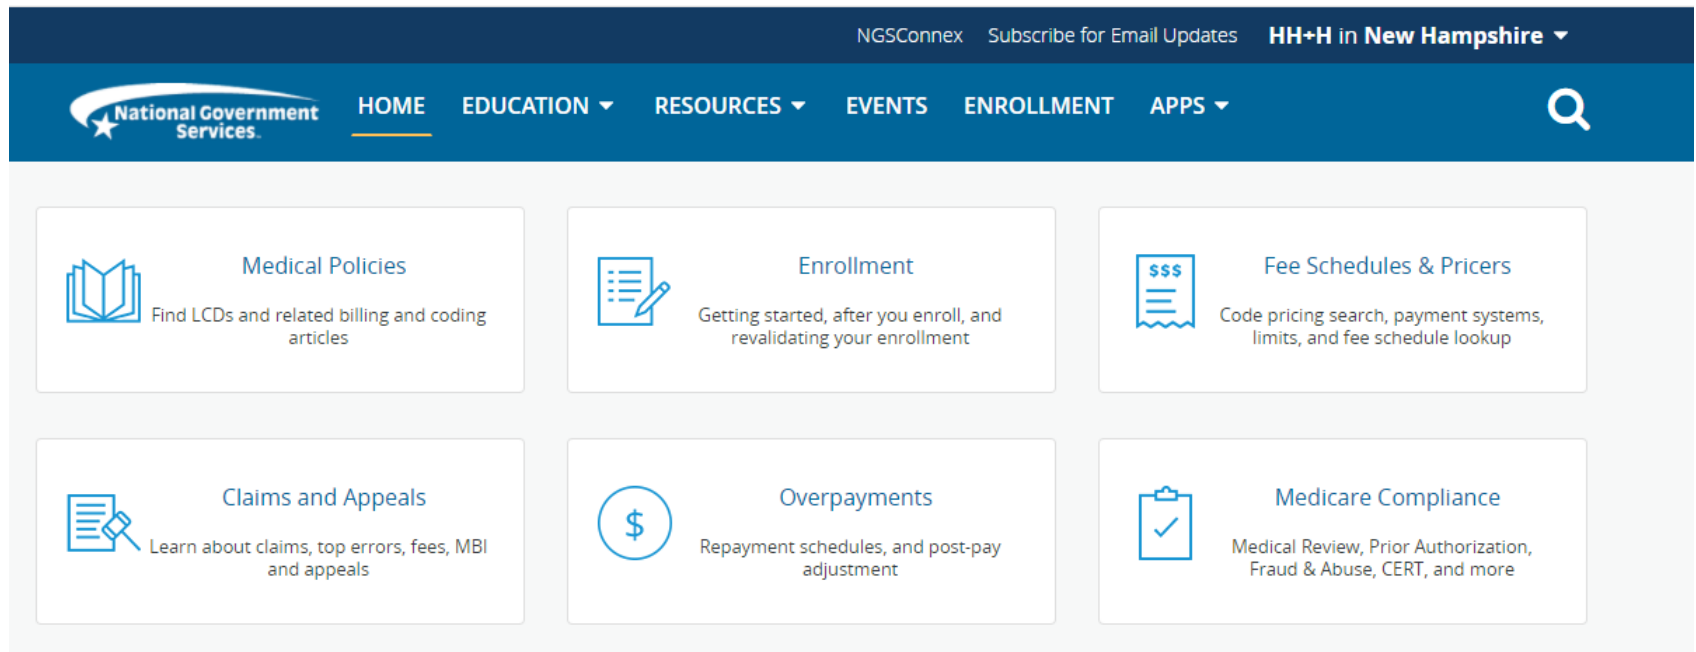 NGSConnex Subscribe for Email Updates HH+H in New Hampshire
National Government
Services.
HOME EDUCATION RESOURCES EVENTS ENROLLMENT APPS
Medical Policies
Find LCDs and related billing and coding
articles
Enrollment
Getting started, after you enroll, and
revalidating your enrollment
$$$
Fee Schedules & Pricers
Code pricing search, payment systems,
limits, and fee schedule lookup
Claims and Appeals
Learn about claims, top errors, fees, MBI
and appeals
$
Overpayments
Repayment schedules, and post-pay
adjustment
Medicare Compliance
Medical Review, Prior Authorization,
Fraud & Abuse, CERT, and more